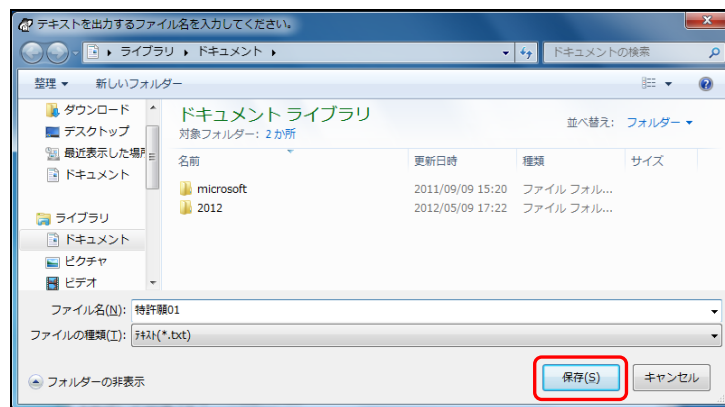 テキストを出力するファイル名を入力してください。
ライブラリ ▸ ドキュメント ▸
ドキュメントの検索
整理 ▼ 新しいフォルダー
ダウンロード
デスクトップ
最近表示した場所
ドキュメント
ライブラリ
ドキュメント
ピクチャ
ビデオ
ドキュメント ライブラリ
対象フォルダー: 2 か所
並べ替え: フォルダー ▼
名前 更新日時 種類 サイズ
microsoft 2011/09/09 15:20 ファイル フォル...
2012 2012/05/09 17:22 ファイル フォル...
ファイル名(N): 特許願01
ファイルの種類(T): ﾃｷｽﾄ(*.txt)
フォルダーの非表示
保存(S) キャンセル